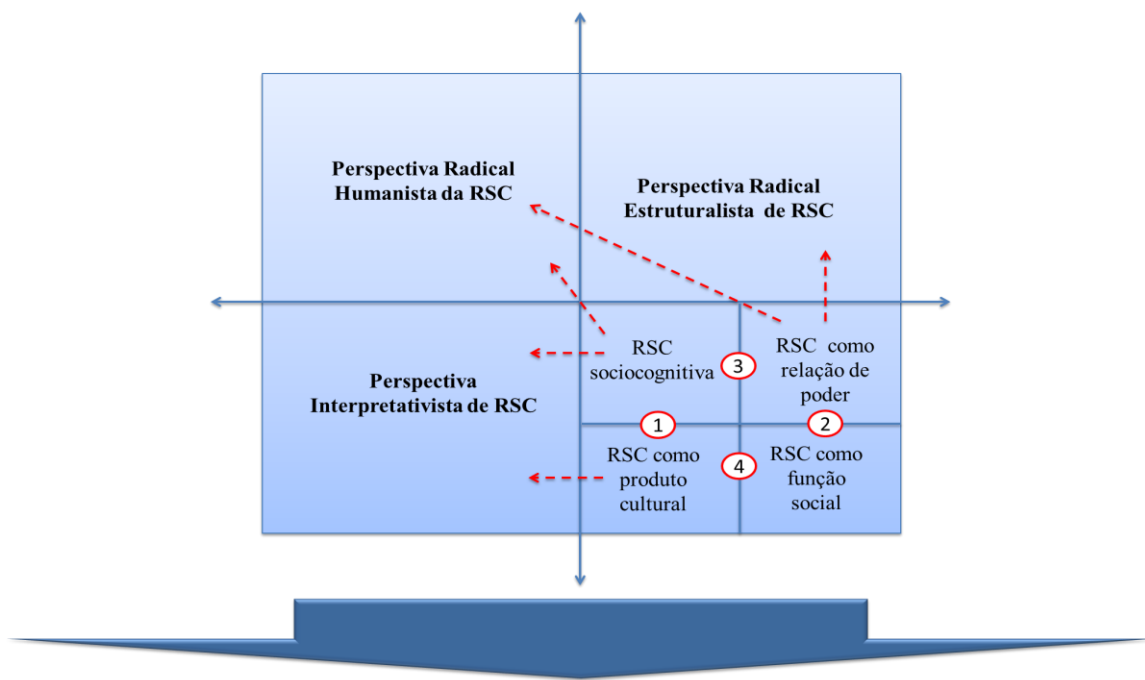 Perspectiva Radical
Humanista da RSC
Perspectiva Radical
Estruturalista de RSC
Perspectiva
Interpretativista de RSC
RSC
sociocognitiva
3
RSC como
relação de
poder
1
2
RSC como
produto
cultural
4
RSC como
função
social